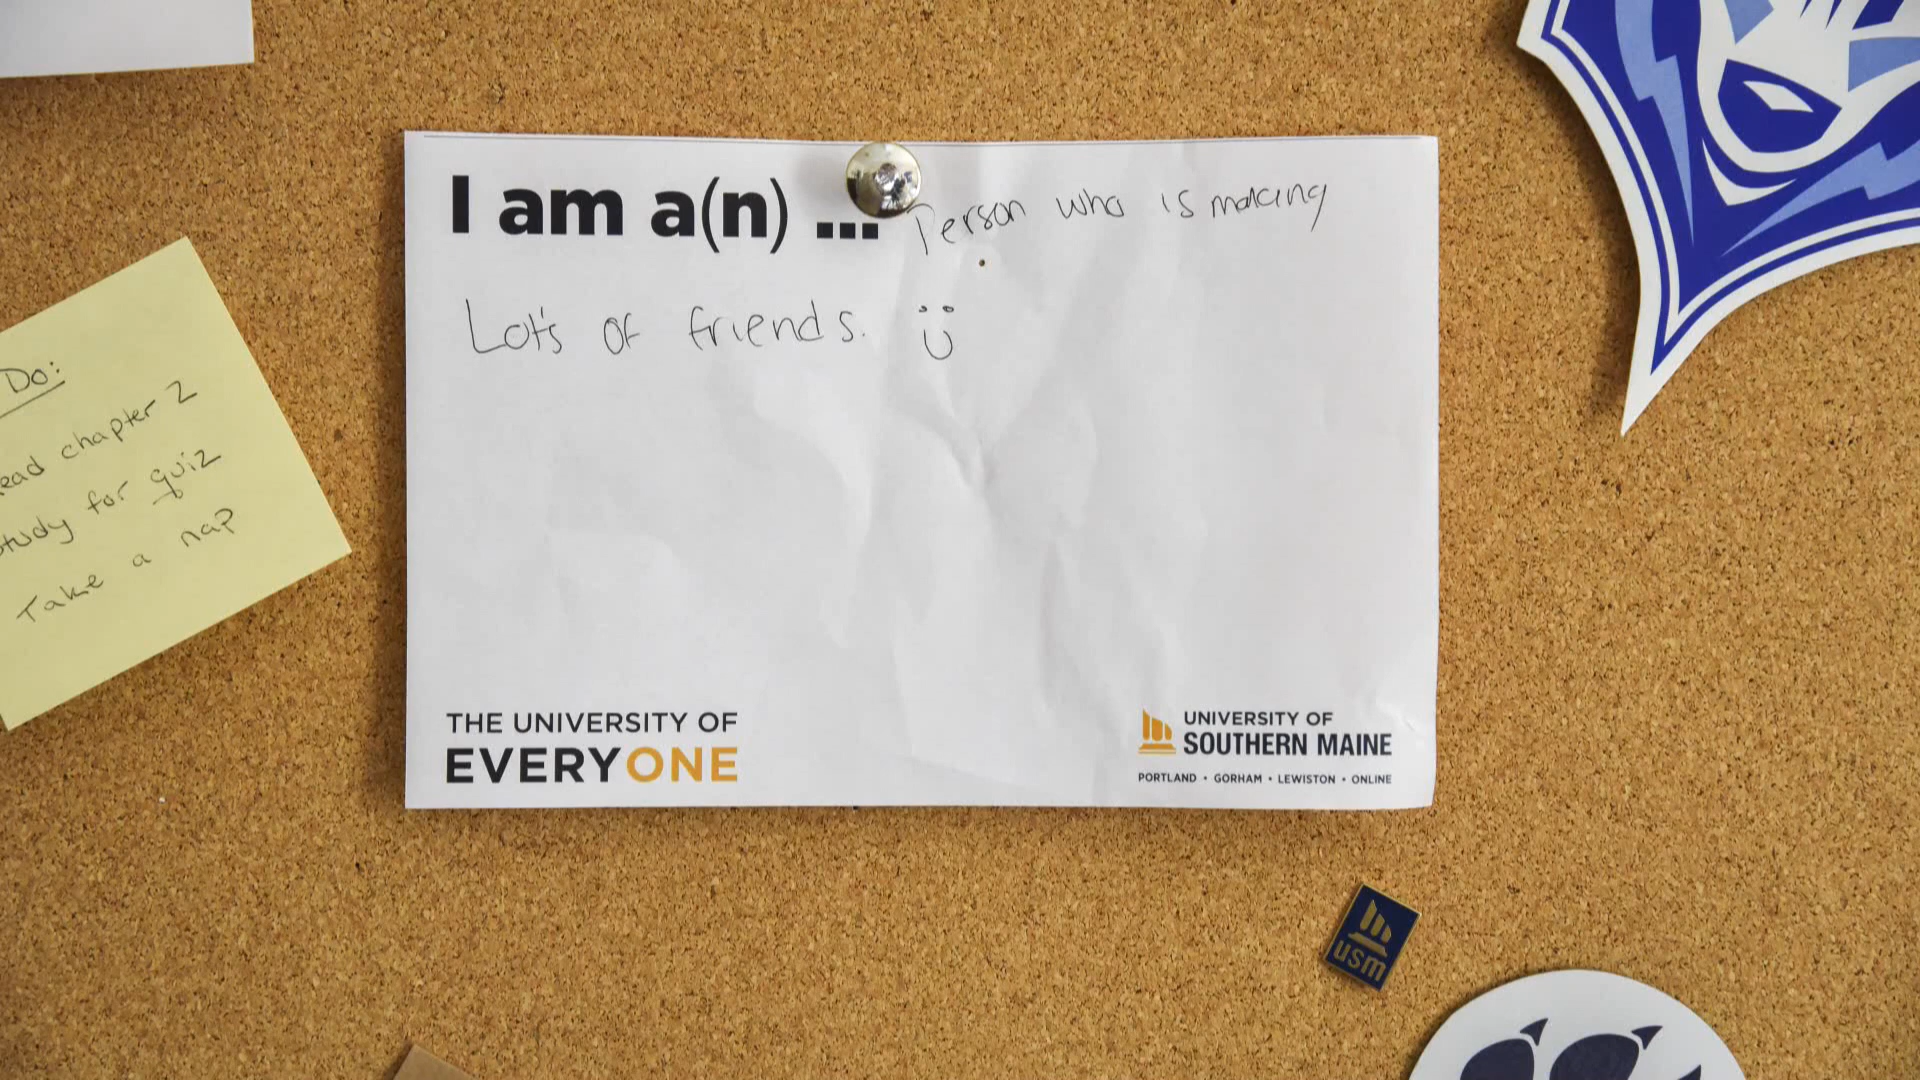 I am a(n) ... Person who is making
Lot's of friends. :)
THE UNIVERSITY OF
EVERYONE
UNIVERSITY OF
SOUTHERN MAINE
PORTLAND • GORHAM • LEWISTON • ONLINE
Do:
ead chapter 2
tudy for quiz
Take a nap
usm